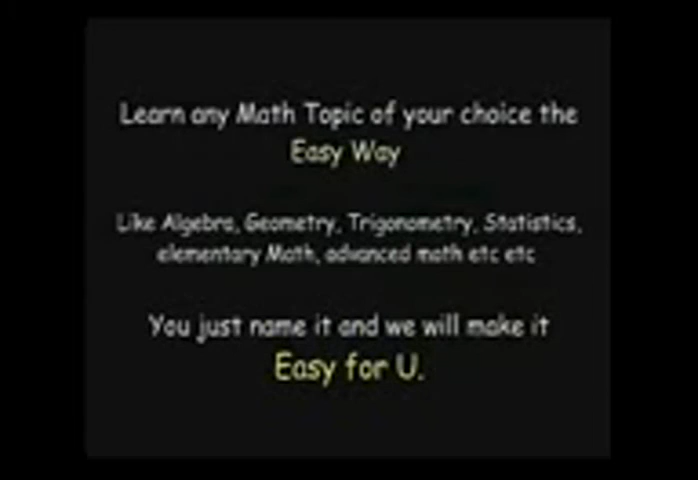 Learn any Math Topic of your choice the
Easy Way
Like Algebra, Geometry, Trigonometry, Statistics,
elementary Math, advanced math etc etc
You just name it and we will make it
Easy for U.